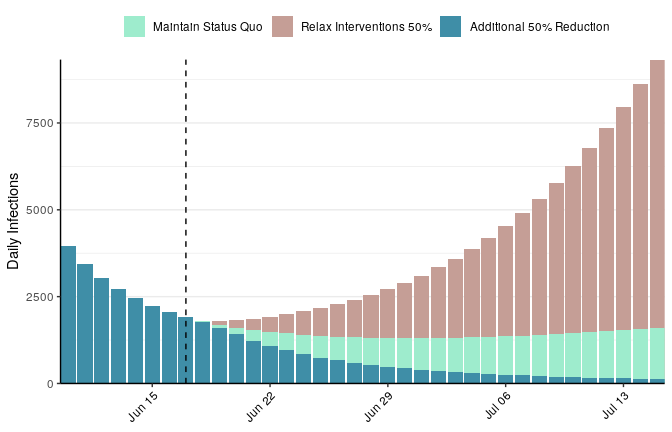 Maintain Status Quo Relax Interventions 50% Additional 50% Reduction
Daily Infections
7500
5000
2500
0
Jun 15 Jun 22 Jun 29 Jul 06 Jul 13